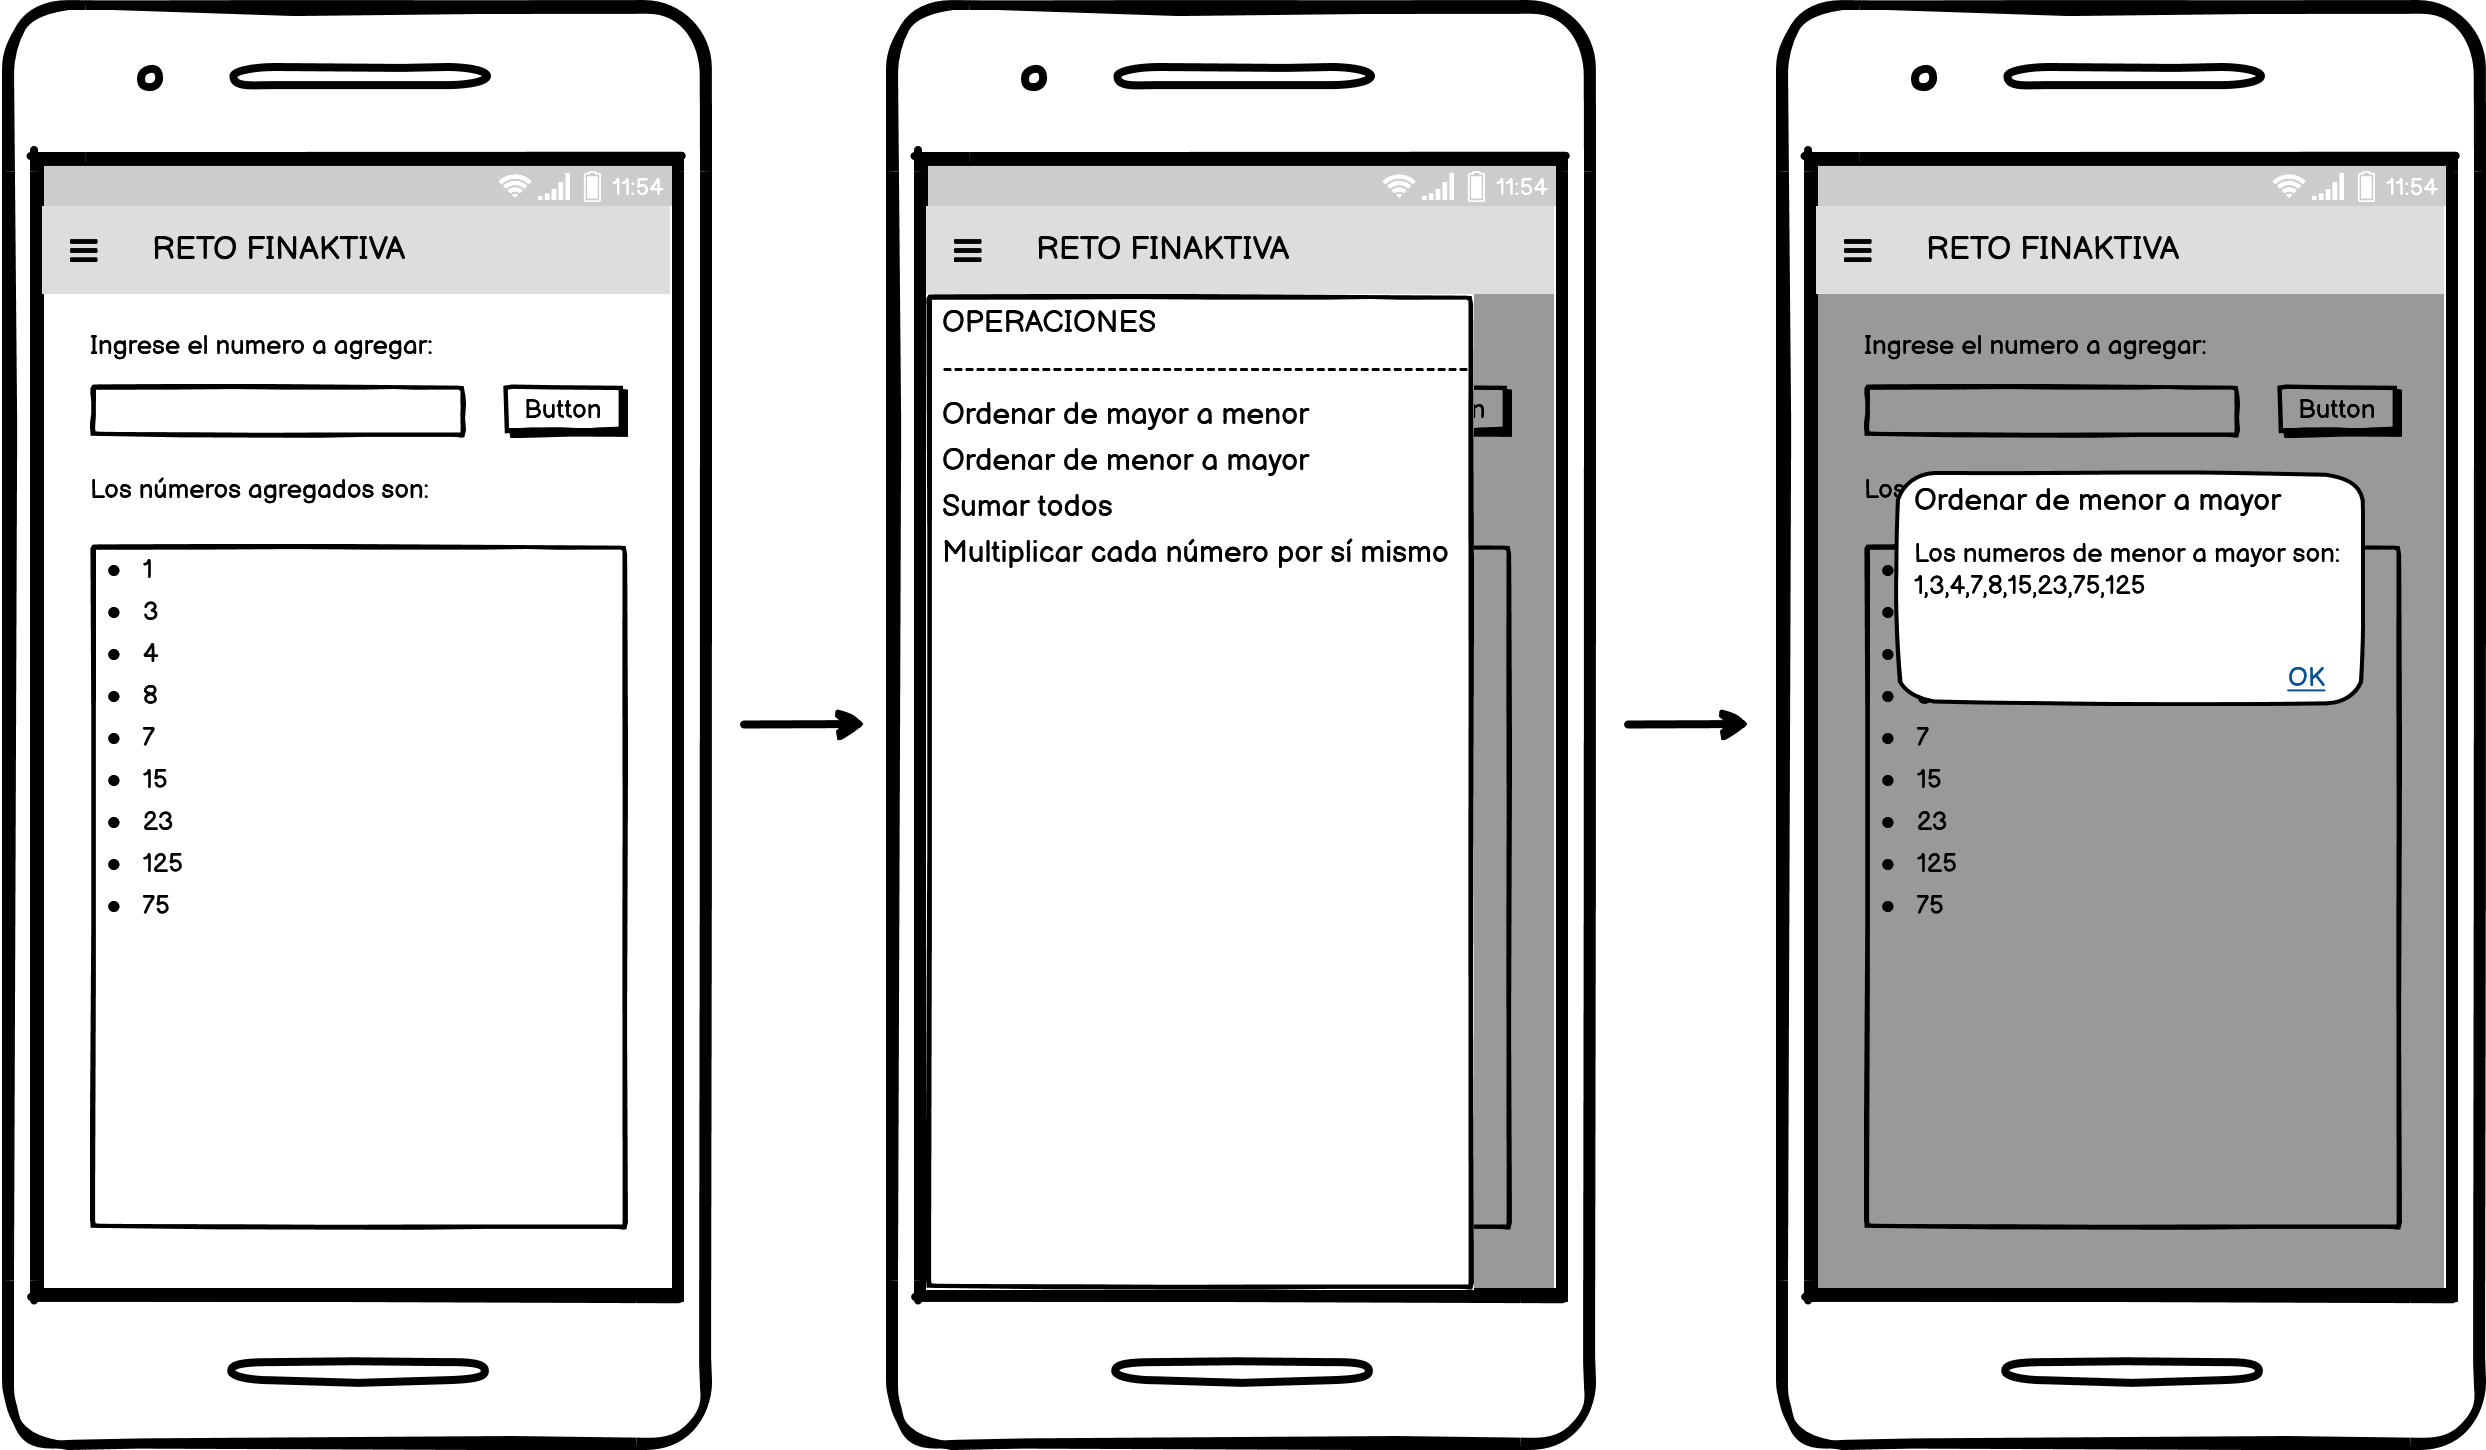 11:54
RETO FINAKTIVA
Ingrese el numero a agregar:
Button
Los números agregados son:
1
3
4
8
7
15
23
125
75
11:54
RETO FINAKTIVA
OPERACIONES
Ordenar de mayor a menor
n
Ordenar de menor a mayor
Sumar todos
Multiplicar cada número por sí mismo
11:54
RETO FINAKTIVA
Ingrese el numero a agregar:
Button
Los
Ordenar de menor a mayor
Los numeros de menor a mayor son:
1,3,4,7,8,15,23,75,125
OK
7
15
23
125
75